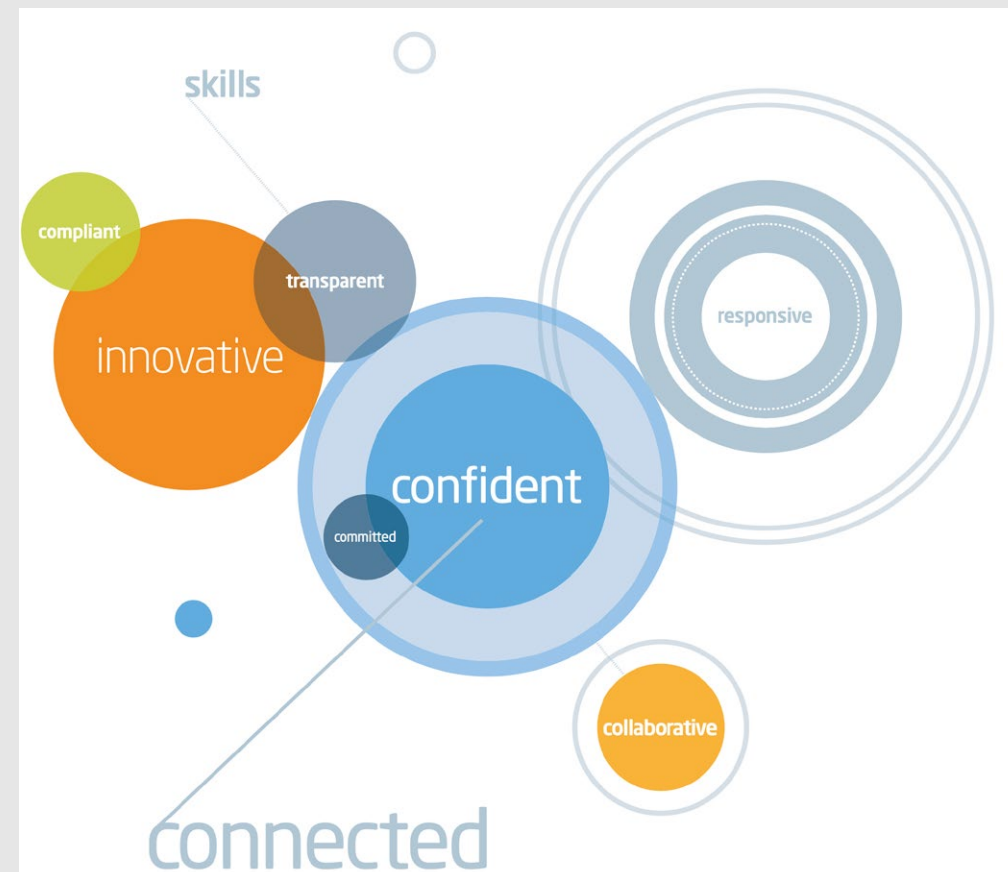 skills
compliant
transparent
responsive
innovative
confident
committed
collaborative
connected